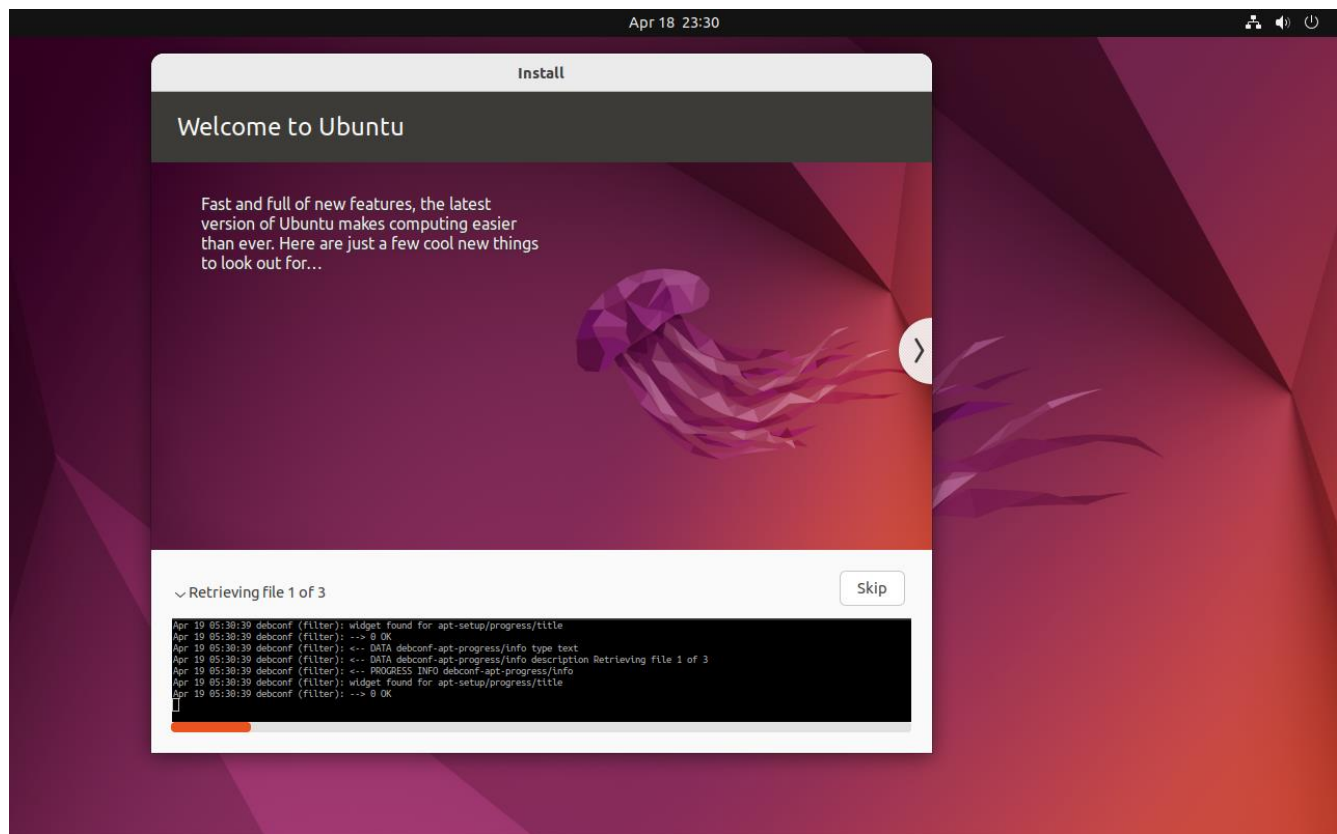 Apr 18 23:30
Install
Welcome to Ubuntu
Fast and full of new features, the latest
version of Ubuntu makes computing easier
than ever. Here are just a few cool new things
to look out for...
Retrieving file 1 of 3
Skip
Apr 19 05:30:39 debconf (filter): widget found for apt-setup/progress/title
Apr 19 05:30:39 debconf (filter): --> 0 OK
Apr 19 05:30:39 debconf (filter): <-- DATA debconf-apt-progress/info type text
Apr 19 05:30:39 debconf (filter): <-- DATA debconf-apt-progress/info description Retrieving file 1 of 3
Apr 19 05:30:39 debconf (filter): <-- PROGRESS INFO debconf-apt-progress/info
Apr 19 05:30:39 debconf (filter): widget found for apt-setup/progress/title
Apr 19 05:30:39 debconf (filter): --> 0 OK